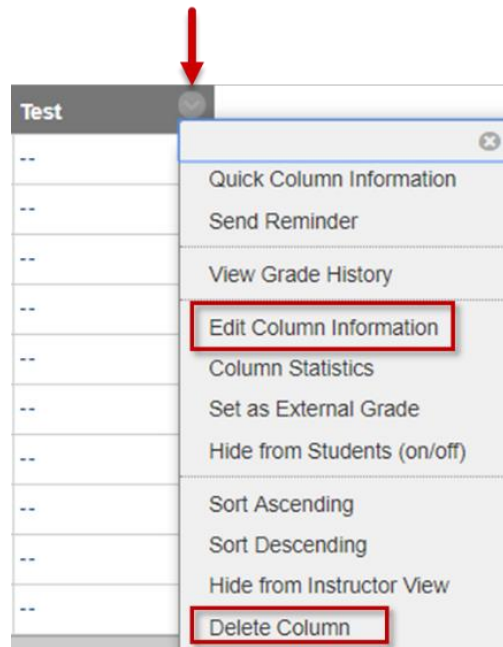 Test
--
--
--
--
--
--
--
--
--
--
Quick Column Information
Send Reminder
View Grade History
Edit Column Information
Column Statistics
Set as External Grade
Hide from Students (on/off)
Sort Ascending
Sort Descending
Hide from Instructor View
Delete Column